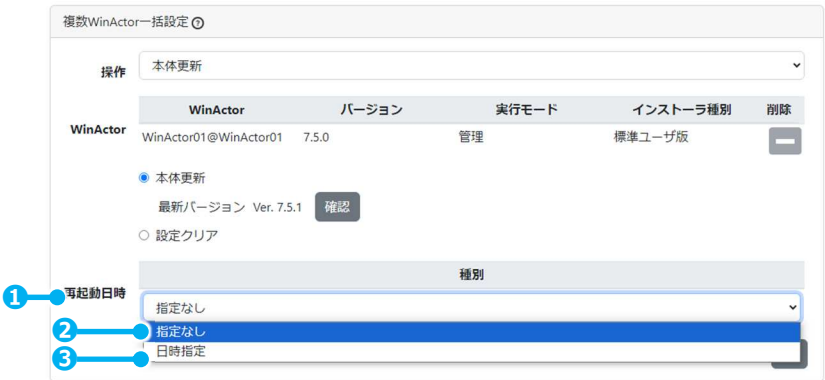 複数WinActor一括設定 ?
操作 本体更新
WinActor バージョン 実行モード インストーラ種別 削除
WinActor WinActor01@WinActor01 7.5.0 管理 標準ユーザ版
本体更新
最新バージョン Ver. 7.5.1 確認
設定クリア
種別
1 再起動日時
指定なし
2 指定なし
3 日時指定